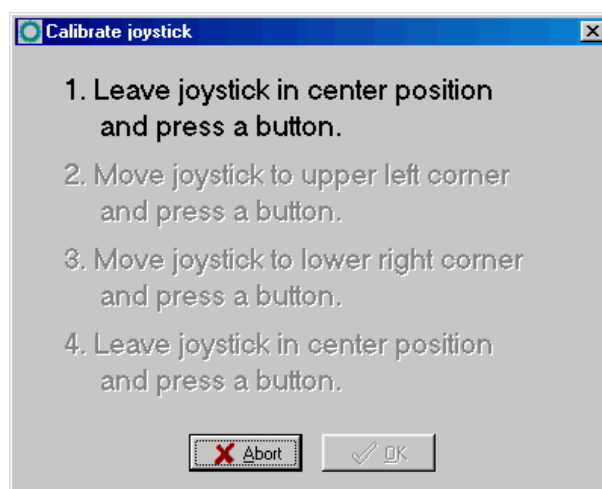 Calibrate joystick
1. Leave joystick in center position
and press a button.
2. Move joystick to upper left corner
and press a button.
3. Move joystick to lower right corner
and press a button.
4. Leave joystick in center position
and press a button.
Abort
OK